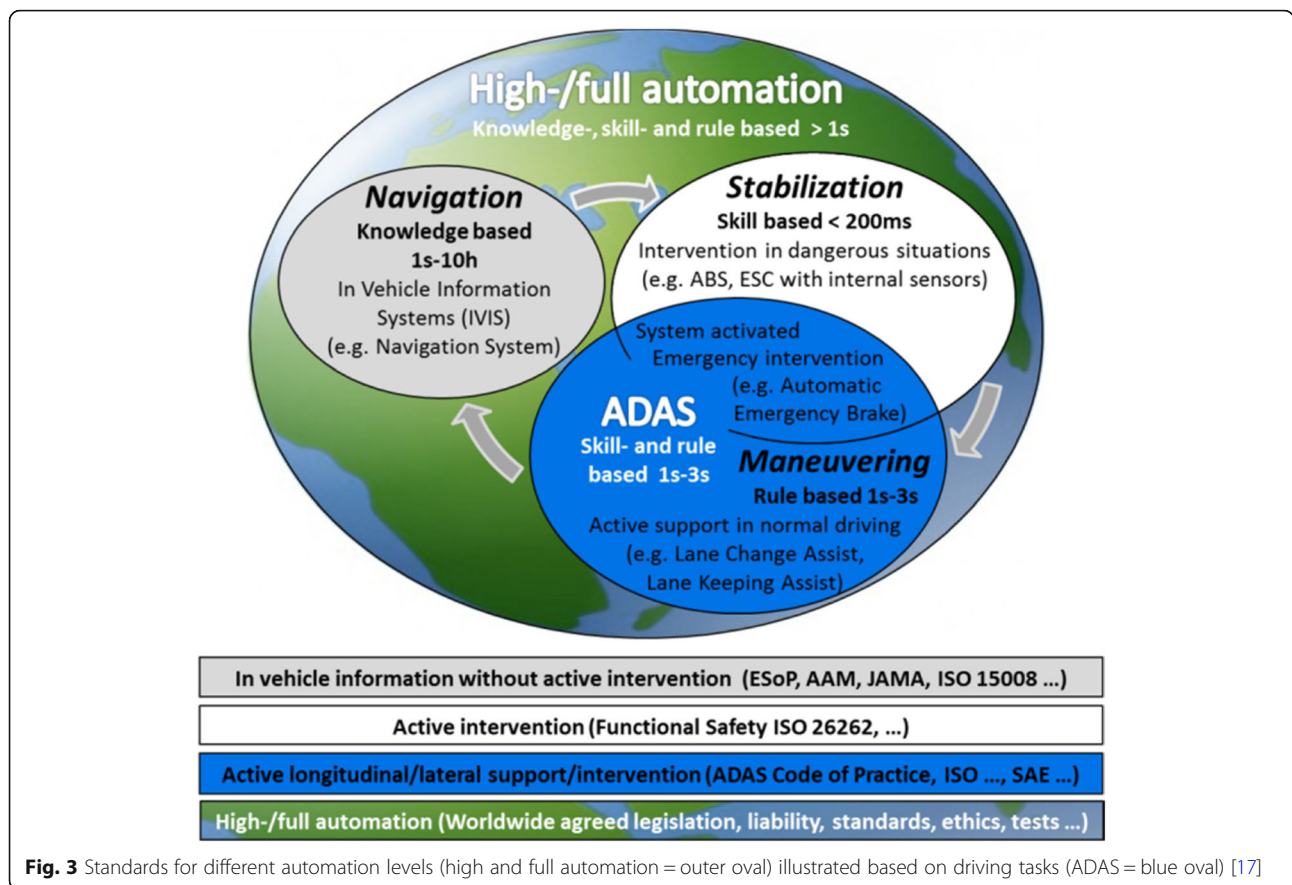 High-/full automation
Knowledge-, skill- and rule based  > 1s
Navigation
Knowledge based
1s-10h
In Vehicle Information
Systems (IVIS)
(e.g. Navigation System)
Stabilization
Skill based < 200ms
Intervention in dangerous situations
(e.g. ABS, ESC with internal sensors)
System activated
Emergency intervention
(e.g. Automatic
Emergency Brake)
ADAS
Skill- and rule
based  1s-3s
Maneuvering
Rule based 1s-3s
Active support in normal driving
(e.g. Lane Change Assist,
Lane Keeping Assist)
In vehicle information without active intervention  (ESoP, AAM, JAMA, ISO 15008 ...)
Active intervention (Functional Safety ISO 26262, ...)
Active longitudinal/lateral support/intervention (ADAS Code of Practice, ISO ..., SAE ...)
High-/full automation (Worldwide agreed legislation, liability, standards, ethics, tests ...)
Fig. 3 Standards for different automation levels (high and full automation = outer oval) illustrated based on driving tasks (ADAS = blue oval) [17]